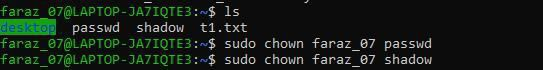 faraz_07@LAPTOP-JA7IQTE3:~$ ls
desktop passwd shadow t1.txt
faraz_07@LAPTOP-JA7IQTE3:~$ sudo chown faraz_07 passwd
faraz_07@LAPTOP-JA7IQTE3:~$ sudo chown faraz_07 shadow